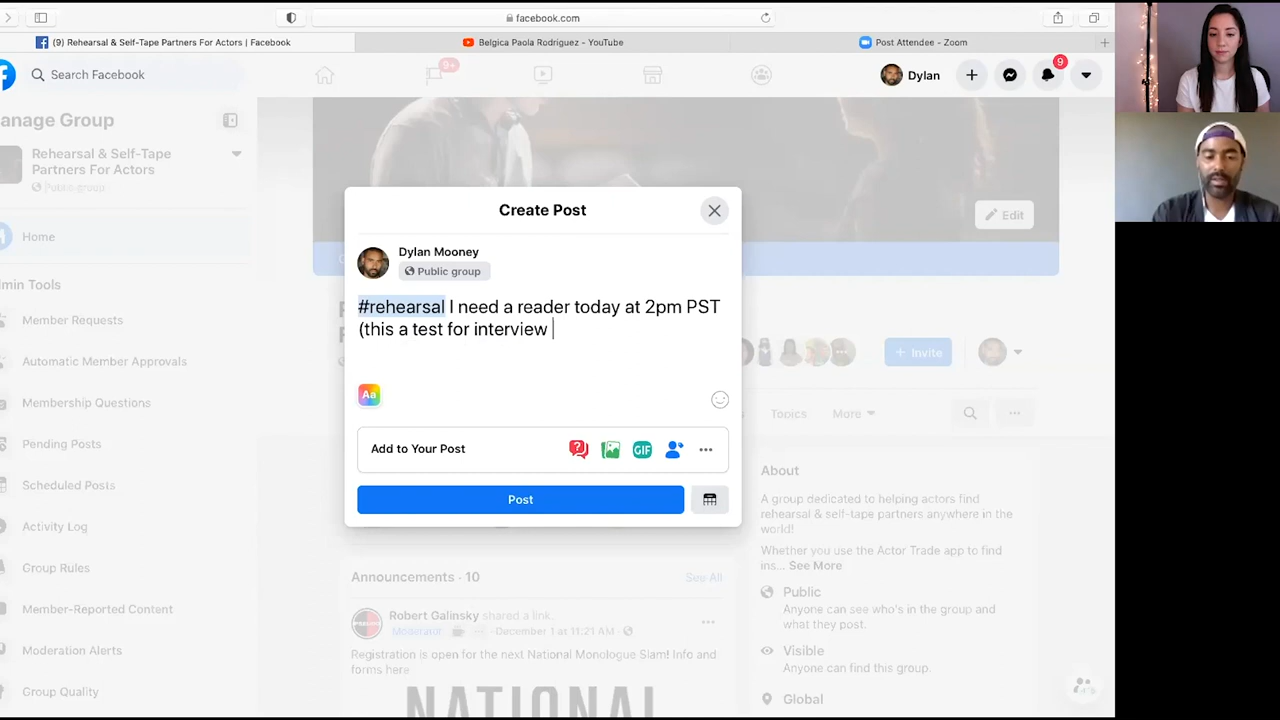 facebook.com
(9) Rehearsal & Self-Tape Partners For Actors | Facebook
Belgica Paola Rodriguez - YouTube
Post Attendee - Zoom
Search Facebook
9+
Dylan
9
anage Group
Rehearsal & Self-Tape
Partners For Actors
Public group
Home
dmin Tools
Member Requests
Automatic Member Approvals
Membership Questions
Pending Posts
Scheduled Posts
Activity Log
Group Rules
Member-Reported Content
Moderation Alerts
Group Quality
Edit
Create Post
Dylan Mooney
Public group
#rehearsal I need a reader today at 2pm PST
(this a test for interview
Aa
Add to Your Post
GIF
Post
+ Invite
Topics
More
Announcements · 10
See All
Robert Galinsky shared a link.
Moderator
December 1 at 11:21 AM
Registration is open for the next National Monologue Slam! Info and
forms here
NATIONAL
About
A group dedicated to helping actors find
rehearsal & self-tape partners anywhere in the
world!
Whether you use the Actor Trade app to find
ins... See More
Public
Anyone can see who's in the group and
what they post.
Visible
Anyone can find this group.
Global